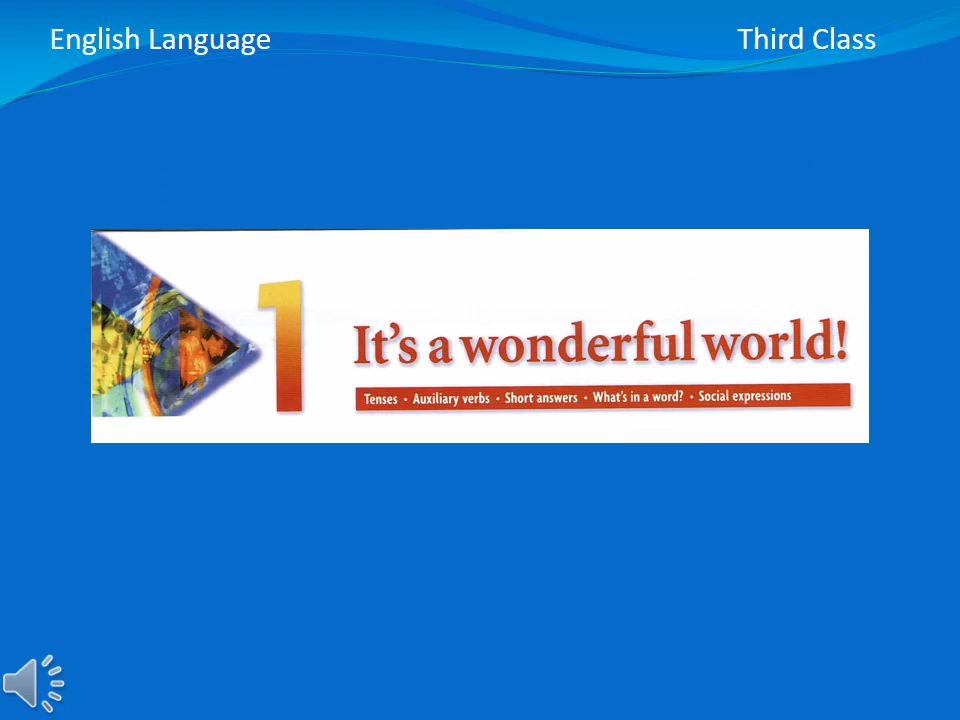 English Language
Third Class
1
It's a wonderful world!
Tenses • Auxiliary verbs • Short answers • What's in a word? • Social expressions